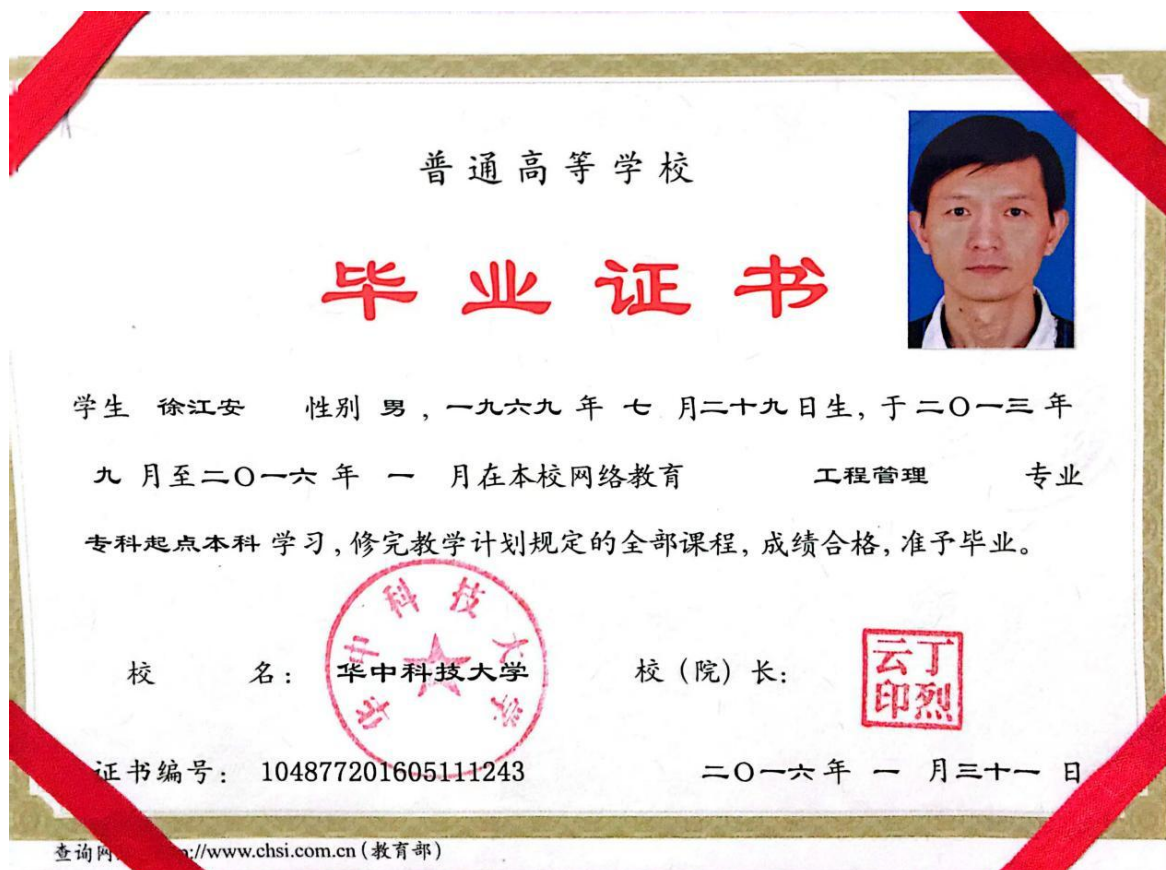 普通高等学校
毕业证书
学生 徐江安 性别 男 , 一九六九 年 七 月二十九日生, 于二〇一三 年
九 月至二〇一六 年 一 月在本校网络教育 工程管理 专业
专科起点本科 学习, 修完教学计划规定的全部课程, 成绩合格, 准予毕业。
华中科技大学
校 名: 华中科技大学 校 (院) 长:
丁烈云印
证书编号: 104877201605111243 二〇一六年 一 月三十一 日
查询网 p://www.chsi.com.cn (教育部)